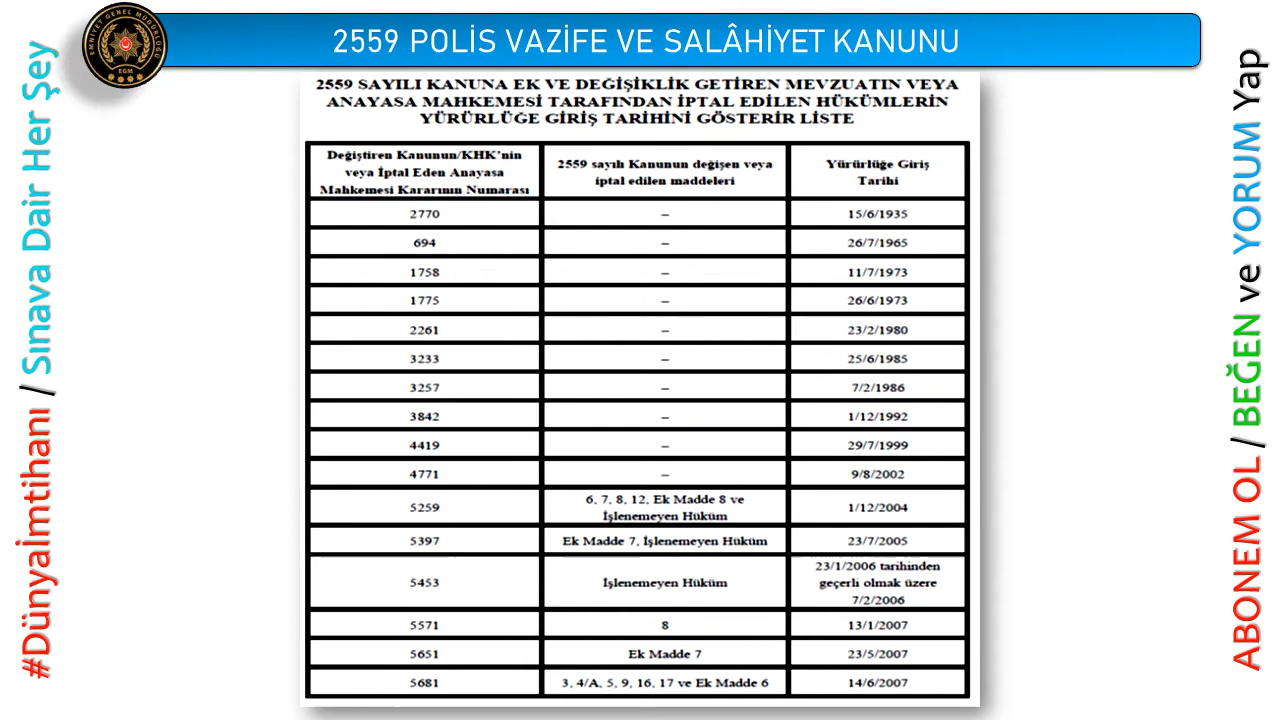 2559 POLİS VAZİFE VE SALÂHİYET KANUNU
EMNİYET GENEL MÜDÜRLÜĞÜ
EGM
#Dünyaİmtihanı / Sınava Dair Her Şey
2559 SAYILI KANUNA EK VE DEĞİŞİKLİK GETİREN MEVZUATIN VEYA
ANAYASA MAHKEMESİ TARAFINDAN İPTAL EDİLEN HÜKÜMLERİN
YÜRÜRLÜĞE GİRİŞ TARİHİNİ GÖSTERİR LİSTE
Değiştiren Kanunun/KHK’nin
veya İptal Eden Anayasa
Mahkemesi Kararının Numarası
2559 sayılı Kanunun değişen veya
iptal edilen maddeleri
Yürürlüğe Giriş
Tarihi
2770 – 15/6/1935
694 – 26/7/1965
1758 – 11/7/1973
1775 – 26/6/1973
2261 – 23/2/1980
3233 – 25/6/1985
3257 – 7/2/1986
3842 – 1/12/1992
4419 – 29/7/1999
4771 – 9/8/2002
5259
6, 7, 8, 12, Ek Madde 8 ve
İşlenemeyen Hüküm
1/12/2004
5397 Ek Madde 7, İşlenemeyen Hüküm 23/7/2005
5453
İşlenemeyen Hüküm
23/1/2006 tarihinden
geçerli olmak üzere
7/2/2006
5571 8 13/1/2007
5651 Ek Madde 7 23/5/2007
5681 3, 4/A, 5, 9, 16, 17 ve Ek Madde 6 14/6/2007
ABONEM OL / BEĞEN ve YORUM Yap